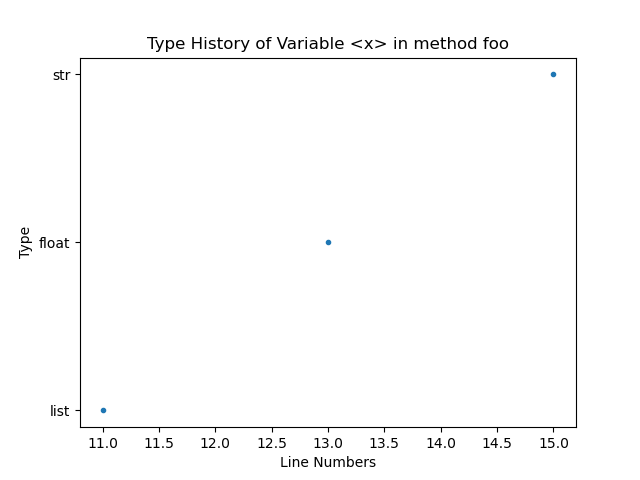 Type History of Variable <x> in method foo
str
float
list
Type
11.0 11.5 12.0 12.5 13.0 13.5 14.0 14.5 15.0
Line Numbers